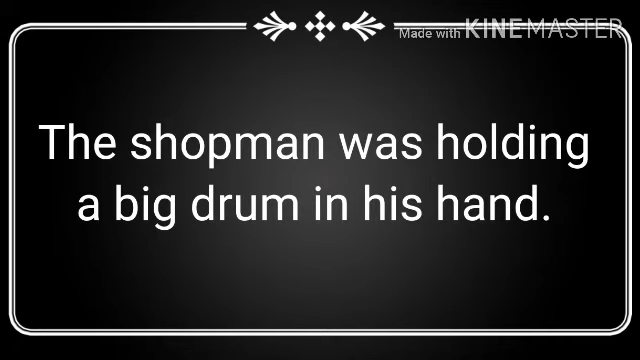 Made with KINEMASTER
The shopman was holding
a big drum in his hand.